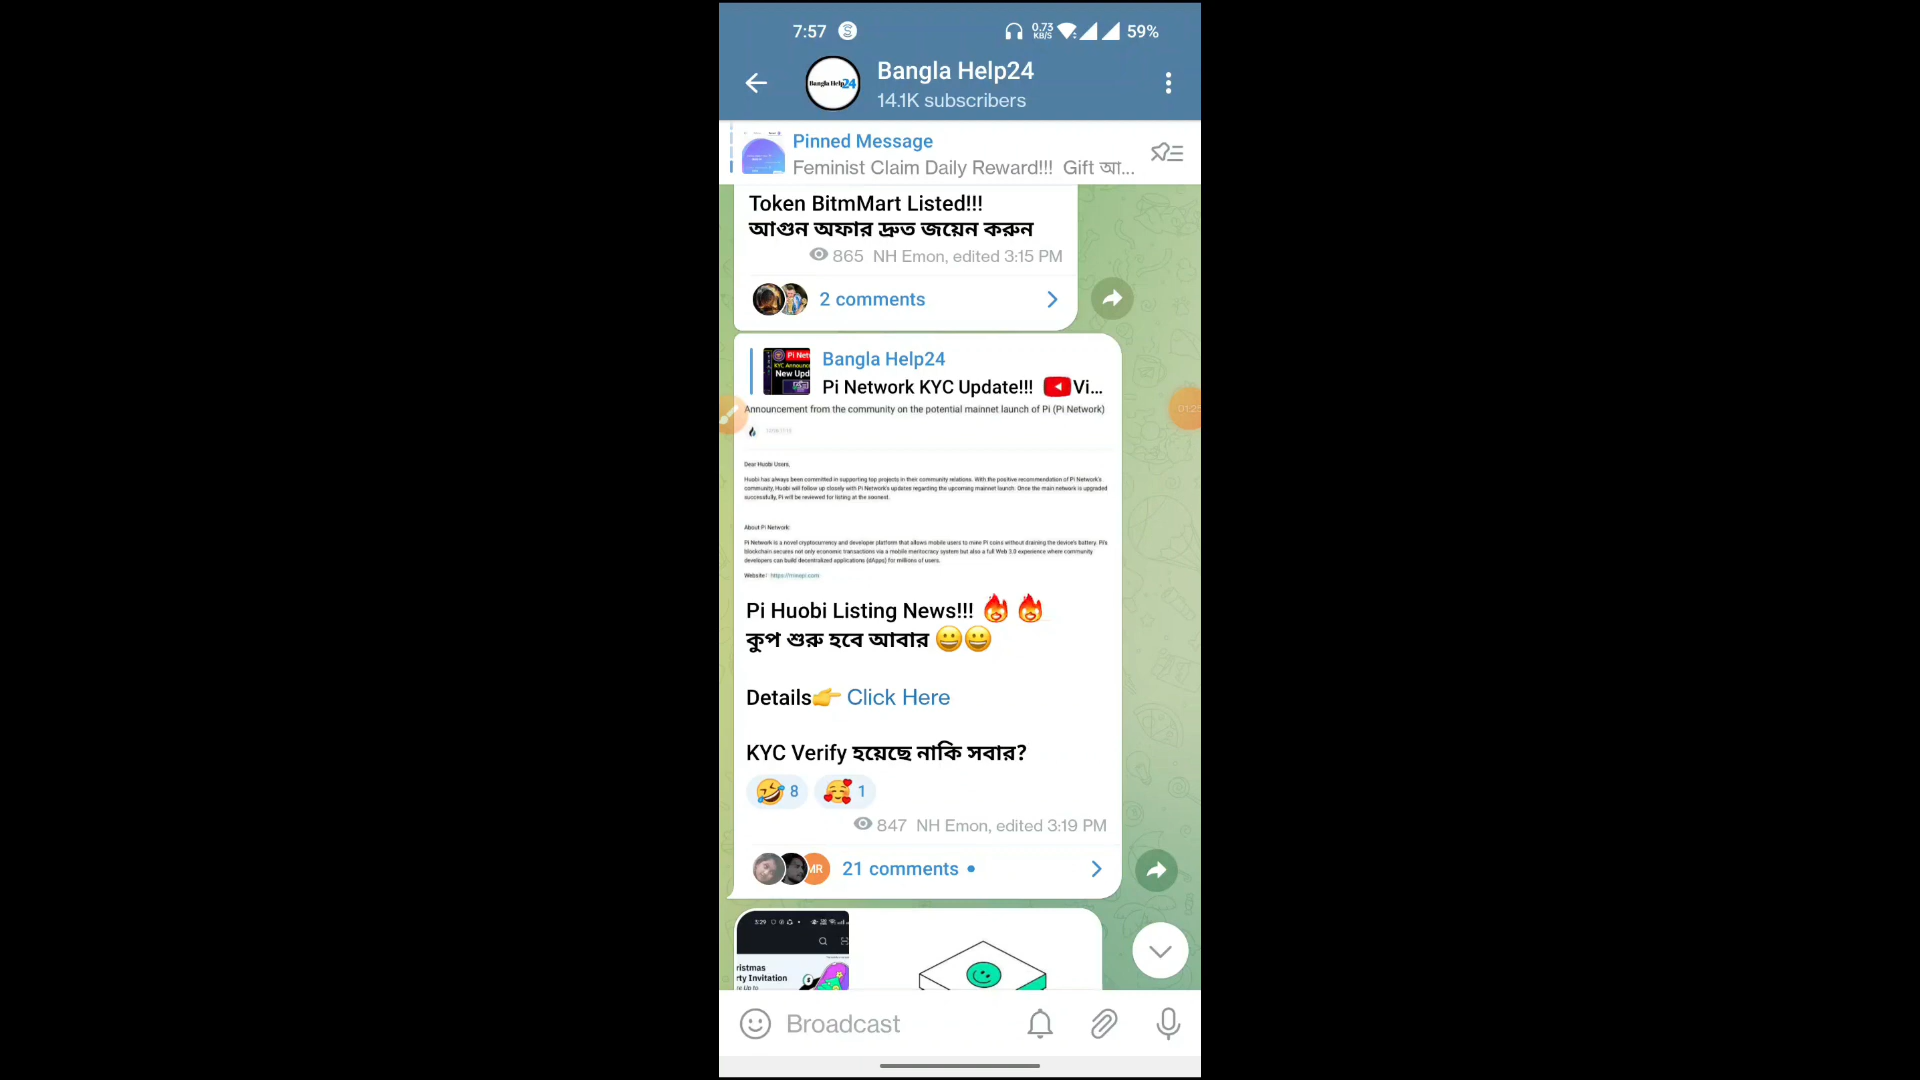 7:57
0.73
KB/S
59%
Bangla Help24
14.1K subscribers
Pinned Message
Feminist Claim Daily Reward!!! Gift আ...
Token BitmMart Listed!!!
আগুন অফার দ্রুত জয়েন করুন
865 NH Emon, edited 3:15 PM
2 comments
Bangla Help24
Pi Network KYC Update!!! Vi...
Announcement from the community on the potential mainnet launch of Pi (Pi Network)
Dear Huobi Users,
Huobi has always been committed in supporting top projects in their community relations. With the positive recommendation of Pi Network's
community, Huobi will follow up closely with Pi Network's updates regarding the upcoming mainnet launch. Once the main network is upgraded
successfully, Pi will be reviewed for listing at the soonest.
About Pi Network:
Pi Network is a novel cryptocurrency and developer platform that allows mobile users to mine Pi coins without draining the device's battery. Pi's
blockchain secures not only economic transactions via a mobile meritocracy system but also a full Web 3.0 experience where community
developers can build decentralized applications (dApps) for millions of users.
Website: https://minepi.com
Pi Huobi Listing News!!! 🔥 🔥
কুপ শুরু হবে আবার 😀😀
Details👉 Click Here
KYC Verify হয়েছে নাকি সবার?
🤣 8 🥰 1
847 NH Emon, edited 3:19 PM
MR
21 comments
ristmas
rty Invitation
Broadcast